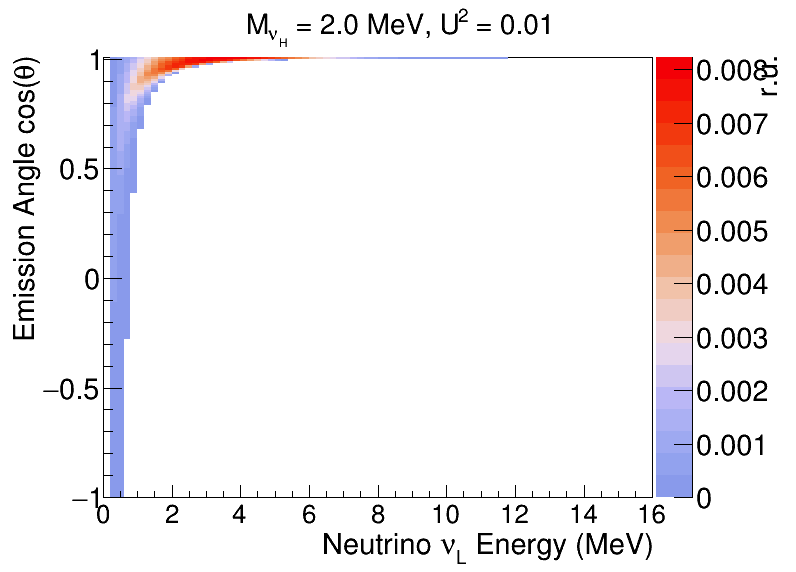 M_{ν_H} = 2.0 MeV, U² = 0.01
Emission Angle cos(θ)
1
0.5
0
−0.5
−1
0 2 4 6 8 10 12 14 16
Neutrino ν_L Energy (MeV)
r.u.
0.008
0.007
0.006
0.005
0.004
0.003
0.002
0.001
0